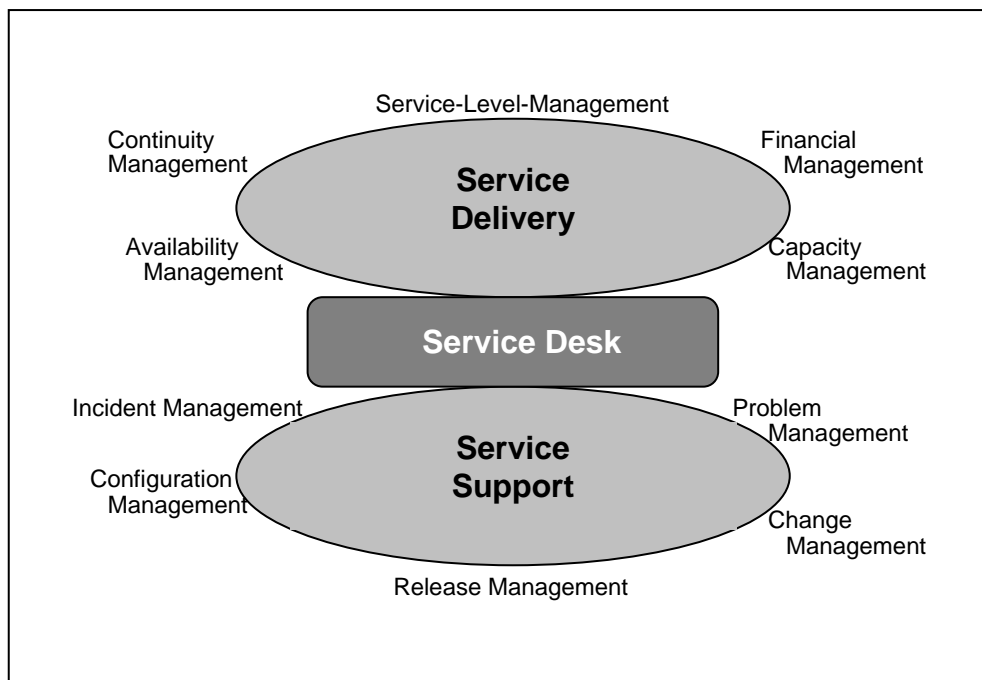 Service-Level-Management
Continuity
Management
Financial
Management
Service
Delivery
Availability
Management
Capacity
Management
Service Desk
Incident Management
Problem
Management
Service
Support
Configuration
Management
Change
Management
Release Management